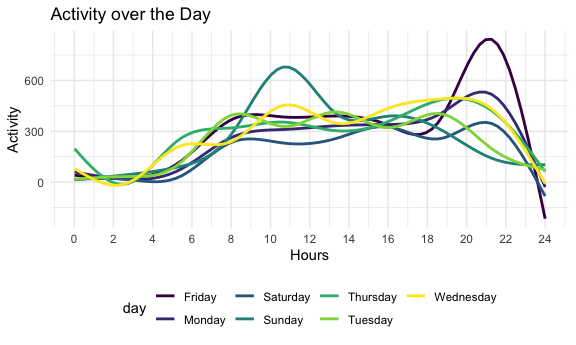 Activity over the Day
Activity
600
300
0
0 2 4 6 8 10 12 14 16 18 20 22 24
Hours
day
Friday Saturday Thursday Wednesday
Monday Sunday Tuesday